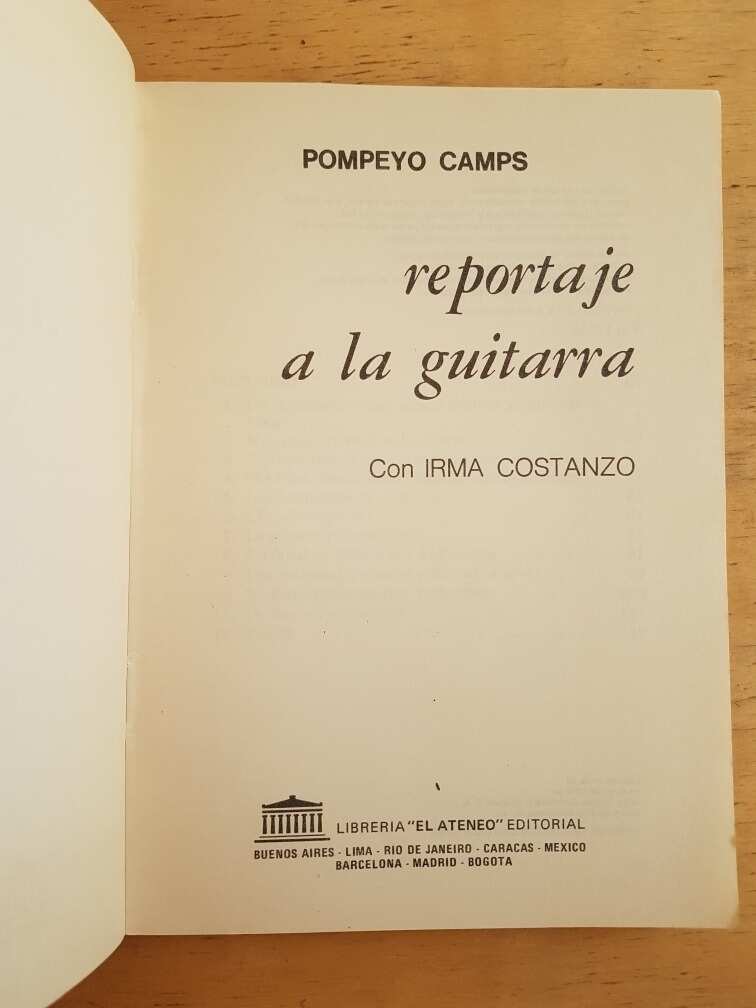 POMPEYO CAMPS
reportaje
a la guitarra
Con IRMA COSTANZO
LIBRERIA "EL ATENEO" EDITORIAL
BUENOS AIRES - LIMA - RIO DE JANEIRO - CARACAS - MEXICO
BARCELONA - MADRID - BOGOTA